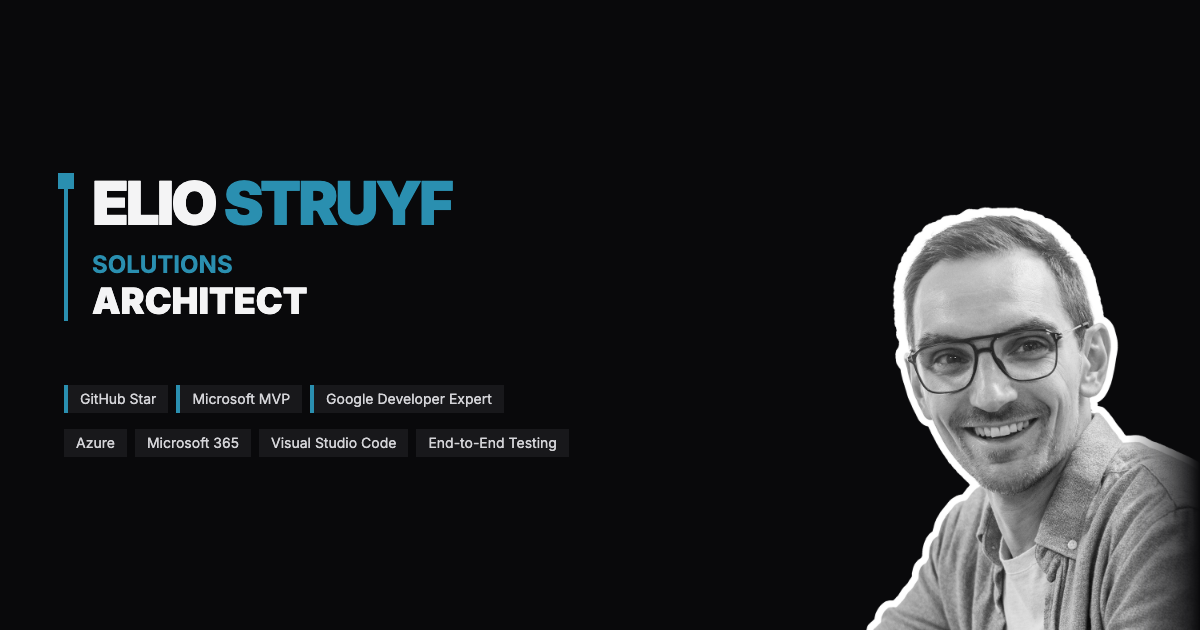 ELIO STRUYF
SOLUTIONS
ARCHITECT
GitHub Star Microsoft MVP Google Developer Expert
Azure Microsoft 365 Visual Studio Code End-to-End Testing